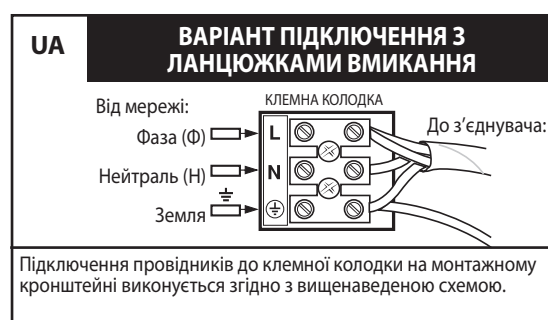 UA
ВАРІАНТ ПІДКЛЮЧЕННЯ З
ЛАНЦЮЖКАМИ ВМИКАННЯ
Від мережі:
КЛЕМНА КОЛОДКА
Фаза (Ф)
L
До з’єднувача:
Нейтраль (Н)
N
Земля
Підключення провідників до клемної колодки на монтажному
кронштейні виконується згідно з вищенаведеною схемою.